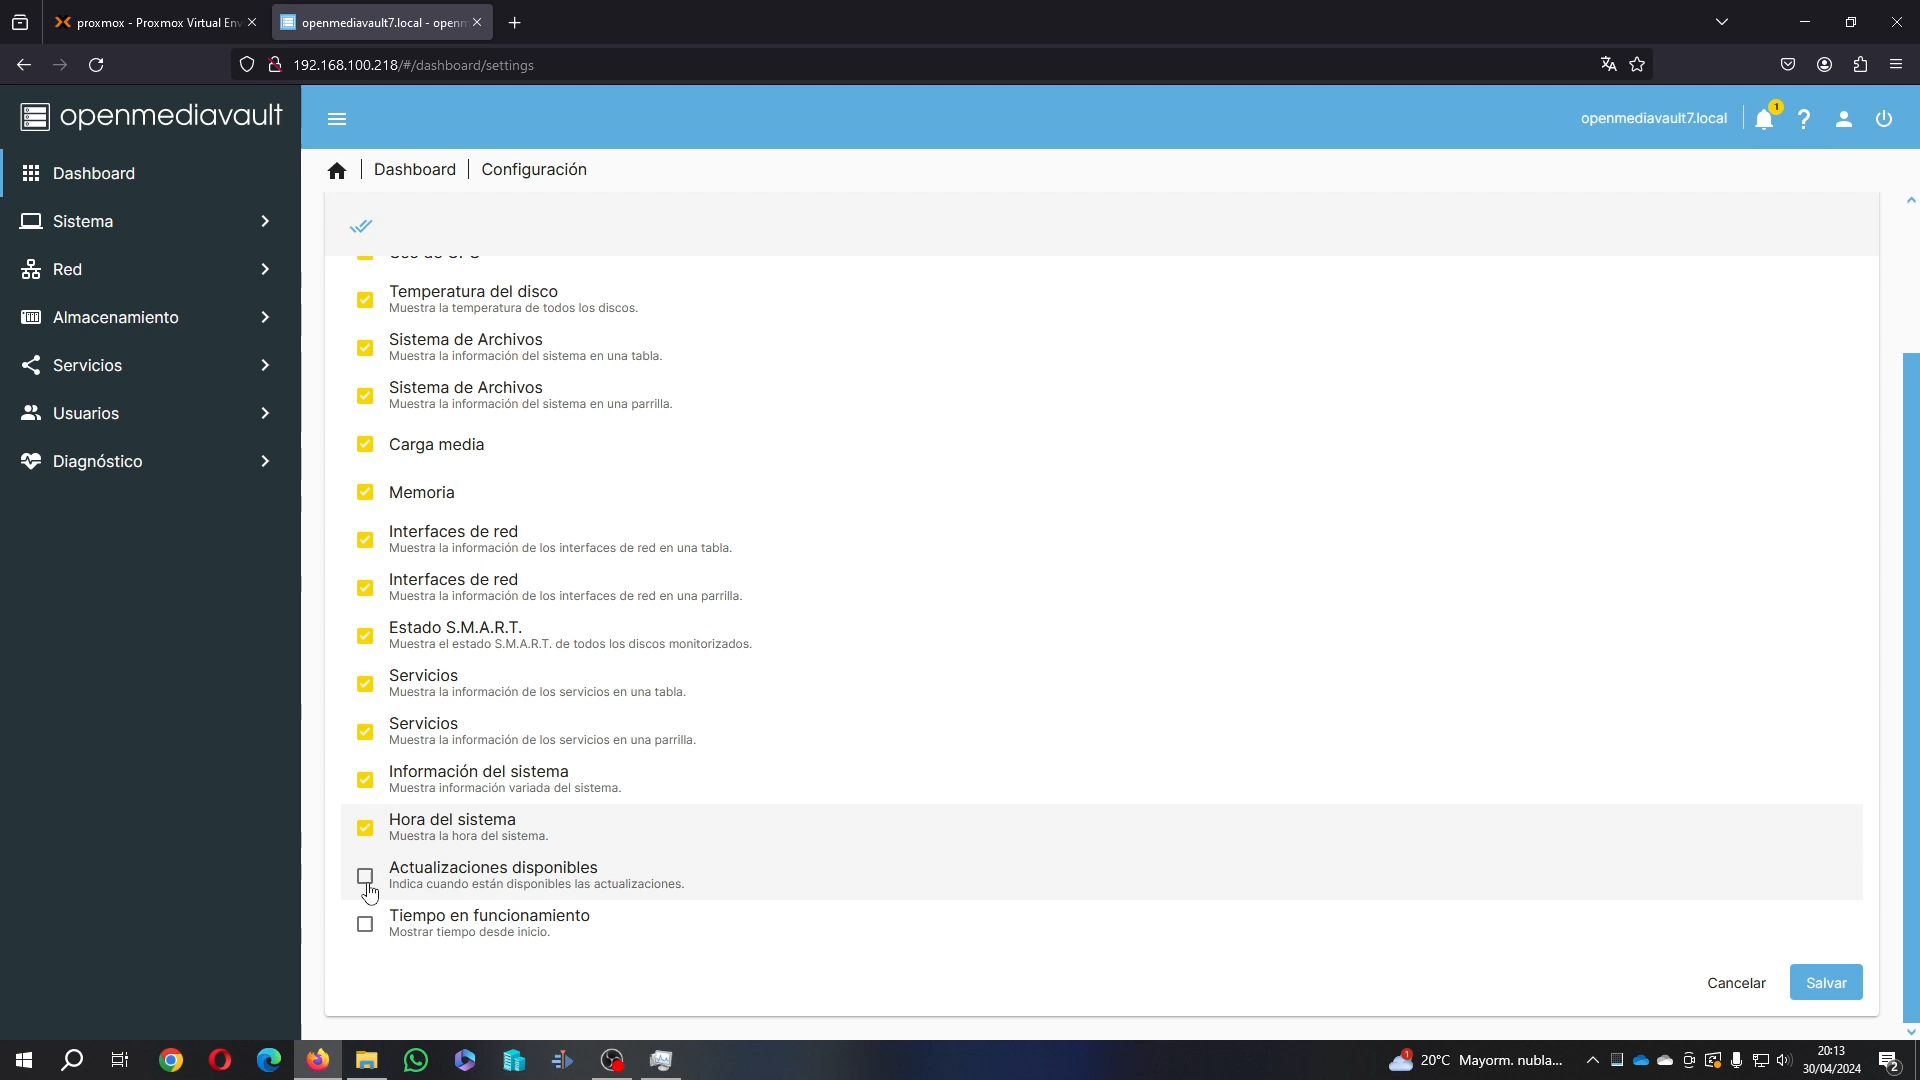 proxmox - Proxmox Virtual Env
openmediavault7.local - openm
192.168.100.218/#/dashboard/settings
openmediavault
openmediavault7.local
1
Dashboard
Sistema
Red
Almacenamiento
Servicios
Usuarios
Diagnóstico
Dashboard
Configuración
Temperatura del disco
Muestra la temperatura de todos los discos.
Sistema de Archivos
Muestra la información del sistema en una tabla.
Sistema de Archivos
Muestra la información del sistema en una parrilla.
Carga media
Memoria
Interfaces de red
Muestra la información de los interfaces de red en una tabla.
Interfaces de red
Muestra la información de los interfaces de red en una parrilla.
Estado S.M.A.R.T.
Muestra el estado S.M.A.R.T. de todos los discos monitorizados.
Servicios
Muestra la información de los servicios en una tabla.
Servicios
Muestra la información de los servicios en una parrilla.
Información del sistema
Muestra información variada del sistema.
Hora del sistema
Muestra la hora del sistema.
Actualizaciones disponibles
Indica cuando están disponibles las actualizaciones.
Tiempo en funcionamiento
Mostrar tiempo desde inicio.
Cancelar
Salvar
1
20°C Mayorm. nubla...
20:13
30/04/2024
2